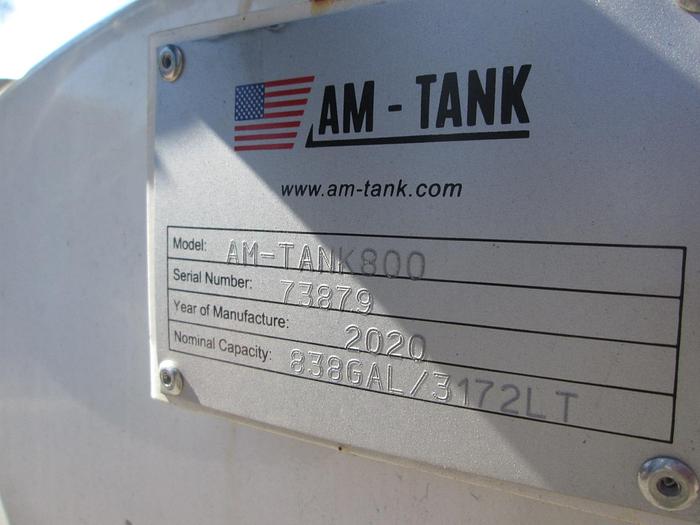 AM - TANK
www.am-tank.com
Model: AM-TANK800
Serial Number: 73879
Year of Manufacture: 2020
Nominal Capacity: 838GAL/3172LT